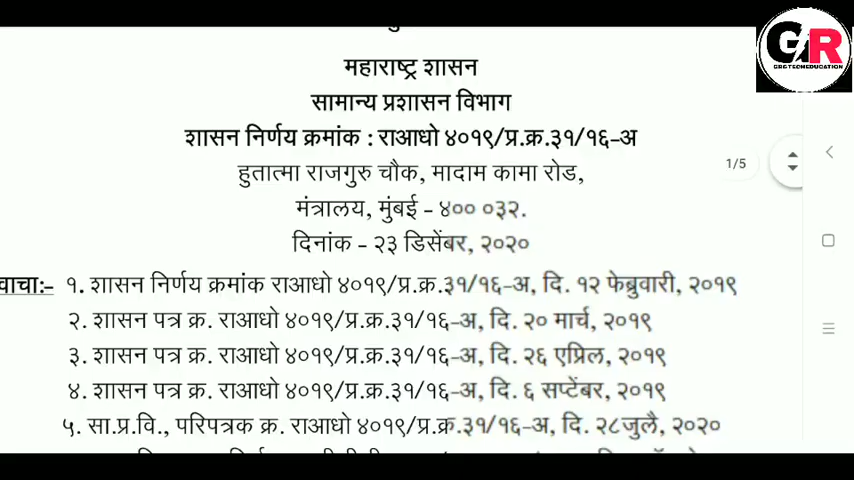 महाराष्ट्र शासन
सामान्य प्रशासन विभाग
शासन निर्णय क्रमांक : राआधो ४०१९/प्र.क्र.३१/१६-अ
हुतात्मा राजगुरु चौक, मादाम कामा रोड,
मंत्रालय, मुंबई - ४०० ०३२.
दिनांक - २३ डिसेंबर, २०२०
वाचा:- १. शासन निर्णय क्रमांक राआधो ४०१९/प्र.क्र.३१/१६-अ, दि. १२ फेब्रुवारी, २०१९
२. शासन पत्र क्र. राआधो ४०१९/प्र.क्र.३१/१६-अ, दि. २० मार्च, २०१९
३. शासन पत्र क्र. राआधो ४०१९/प्र.क्र.३१/१६-अ, दि. २६ एप्रिल, २०१९
४. शासन पत्र क्र. राआधो ४०१९/प्र.क्र.३१/१६-अ, दि. ६ सप्टेंबर, २०१९
५. सा.प्र.वि., परिपत्रक क्र. राआधो ४०१९/प्र.क्र.३१/१६-अ, दि. २८जुलै, २०२०
1/5
GR
GRGTECHEDUCATION